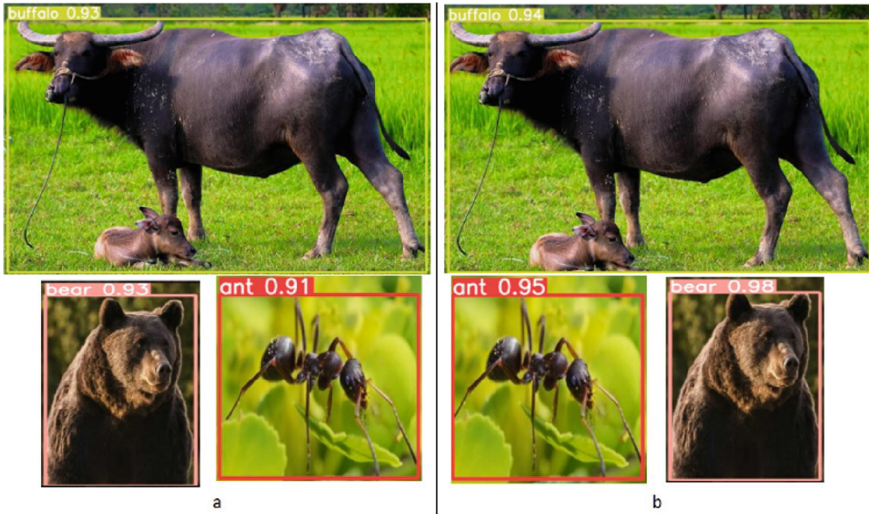 buffalo 0.93
buffalo 0.94
bear 0.93
ant 0.91
ant 0.95
bear 0.98
a
b